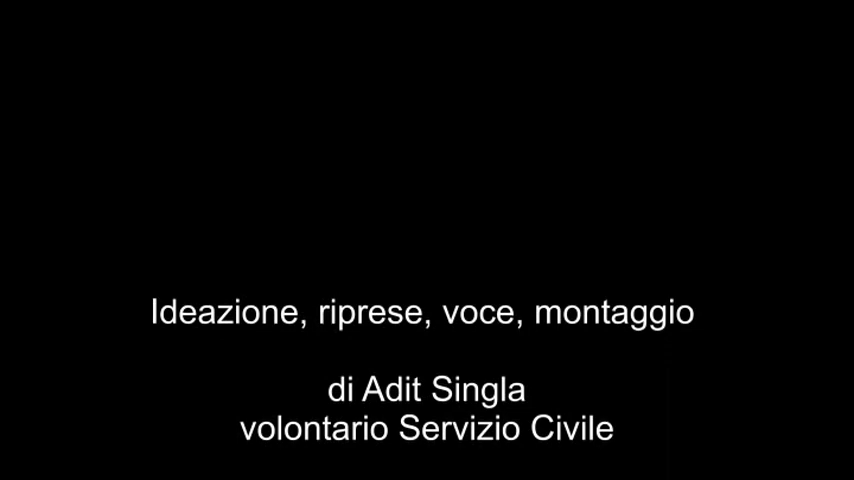 Ideazione, riprese, voce, montaggio
di Adit Singla
volontario Servizio Civile